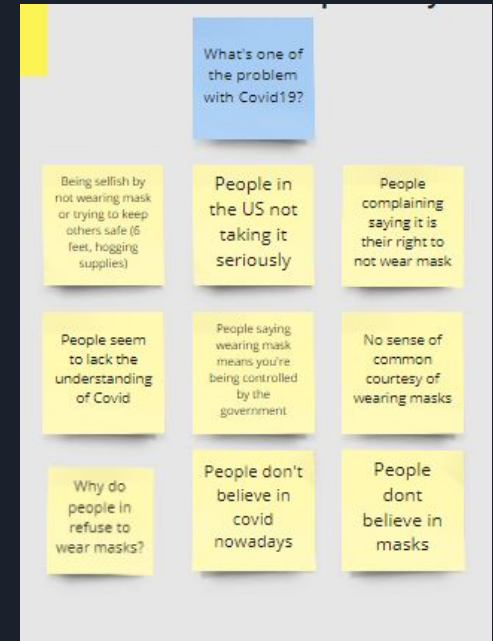 What's one of
the problem
with Covid19?
Being selfish by
not wearing mask
or trying to keep
others safe (6
feet, hogging
supplies)
People in
the US not
taking it
seriously
People
complaining
saying it is
their right to
not wear mask
People seem
to lack the
understanding
of Covid
People saying
wearing mask
means you're
being controlled
by the
government
No sense of
common
courtesy of
wearing masks
Why do
people in
refuse to
wear masks?
People don't
believe in
covid
nowadays
People
dont
believe in
masks